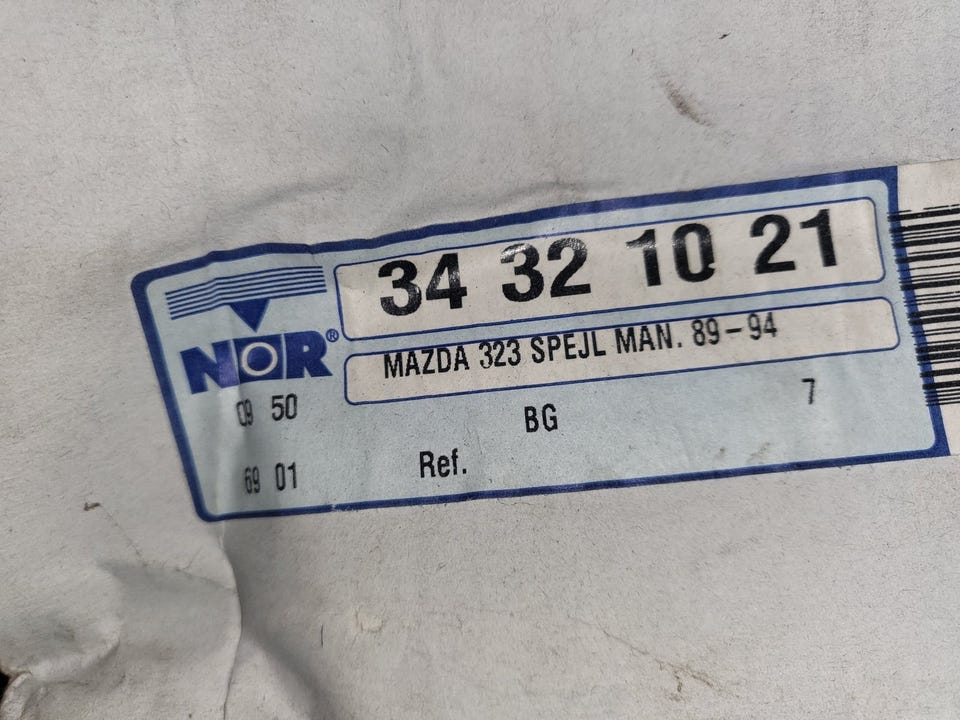 34 32 10 21
NOR®
MAZDA 323 SPEJL MAN. 89-94
09 50
BG
7
69 01
Ref.